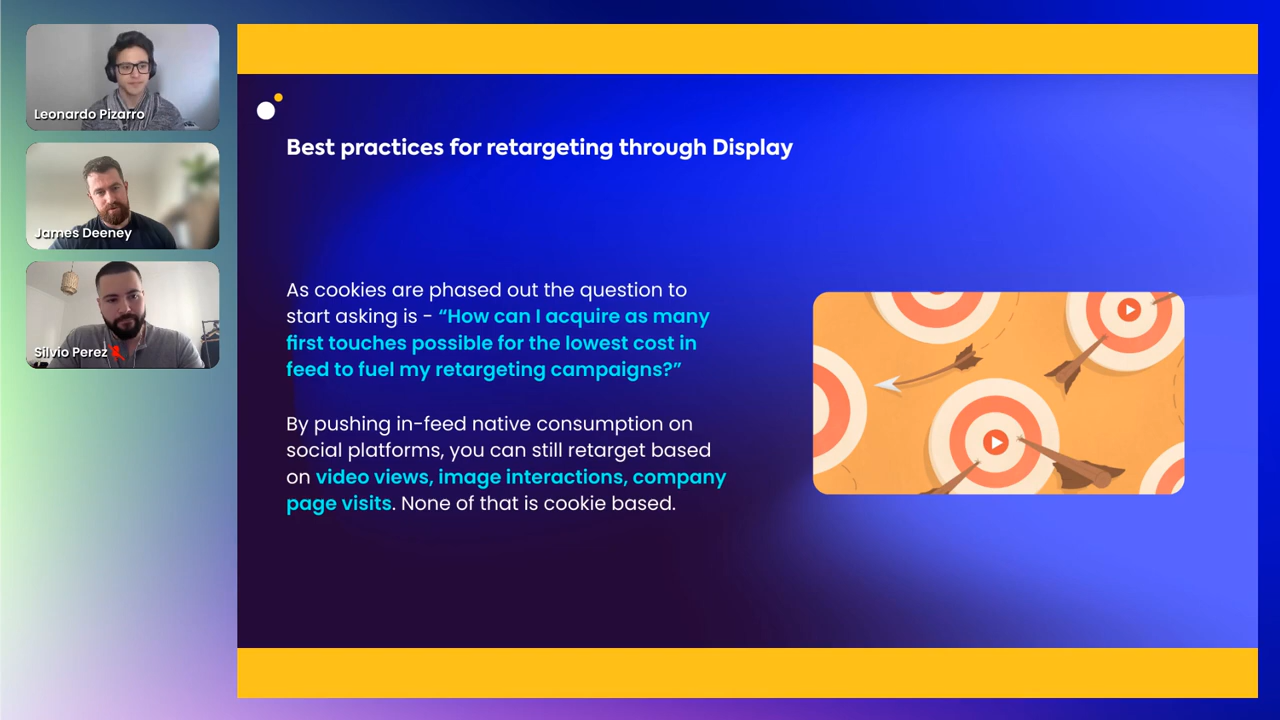 Leonardo Pizarro
James Deeney
Silvio Perez
Best practices for retargeting through Display
As cookies are phased out the question to
start asking is - “How can I acquire as many
first touches possible for the lowest cost in
feed to fuel my retargeting campaigns?”
By pushing in-feed native consumption on
social platforms, you can still retarget based
on video views, image interactions, company
page visits. None of that is cookie based.